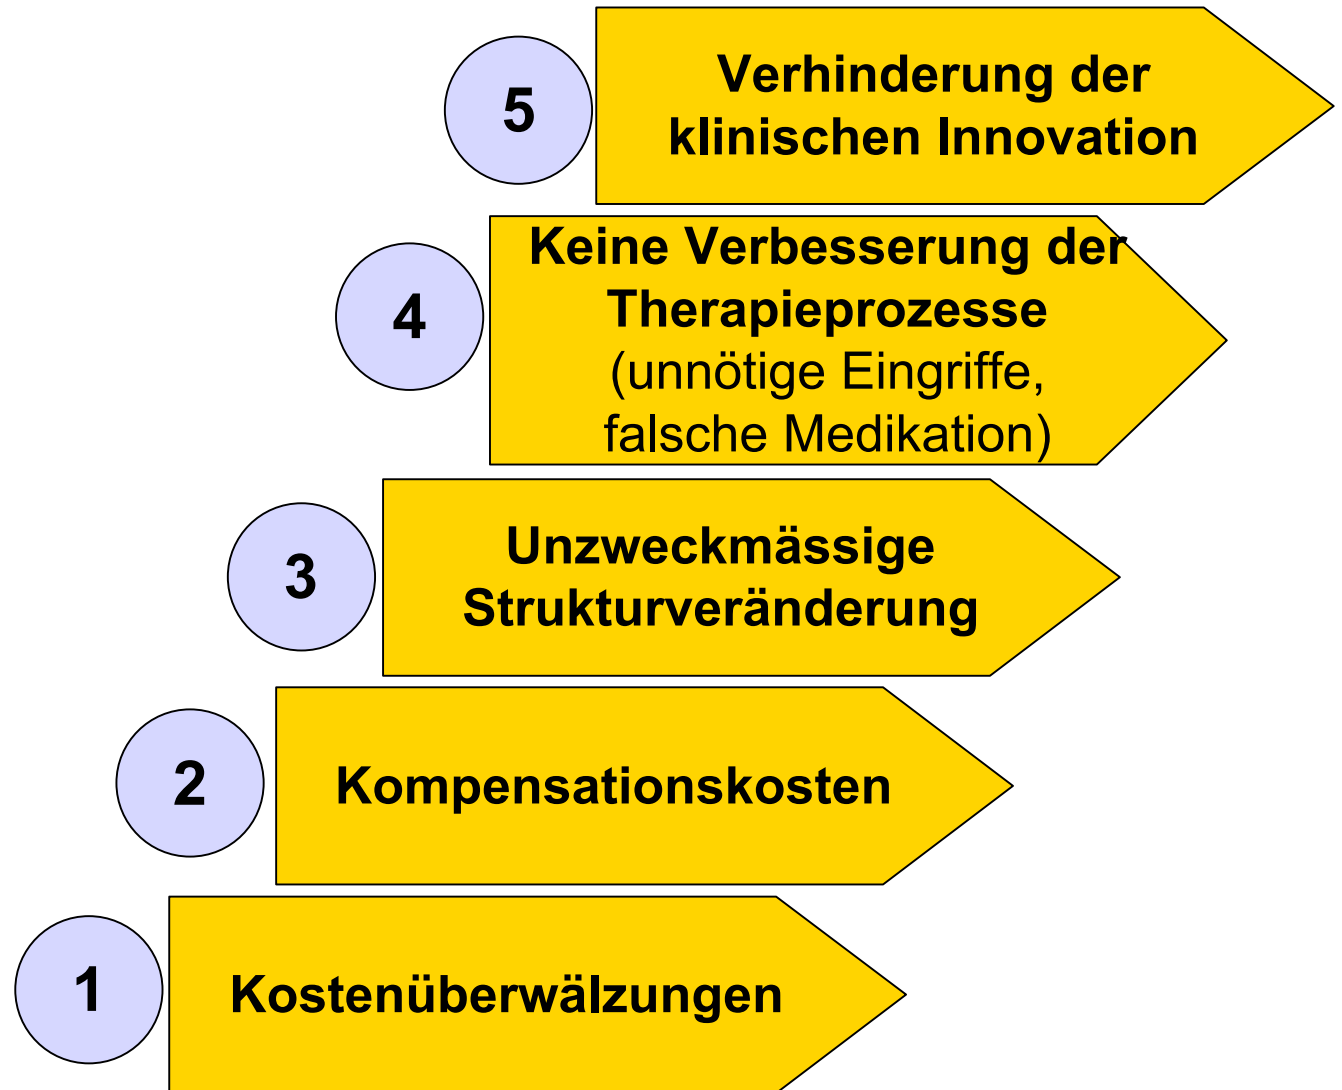 5
Verhinderung der
klinischen Innovation
4
Keine Verbesserung der
Therapieprozesse
(unnötige Eingriffe,
falsche Medikation)
3
Unzweckmässige
Strukturveränderung
2
Kompensationskosten
1
Kostenüberwälzungen